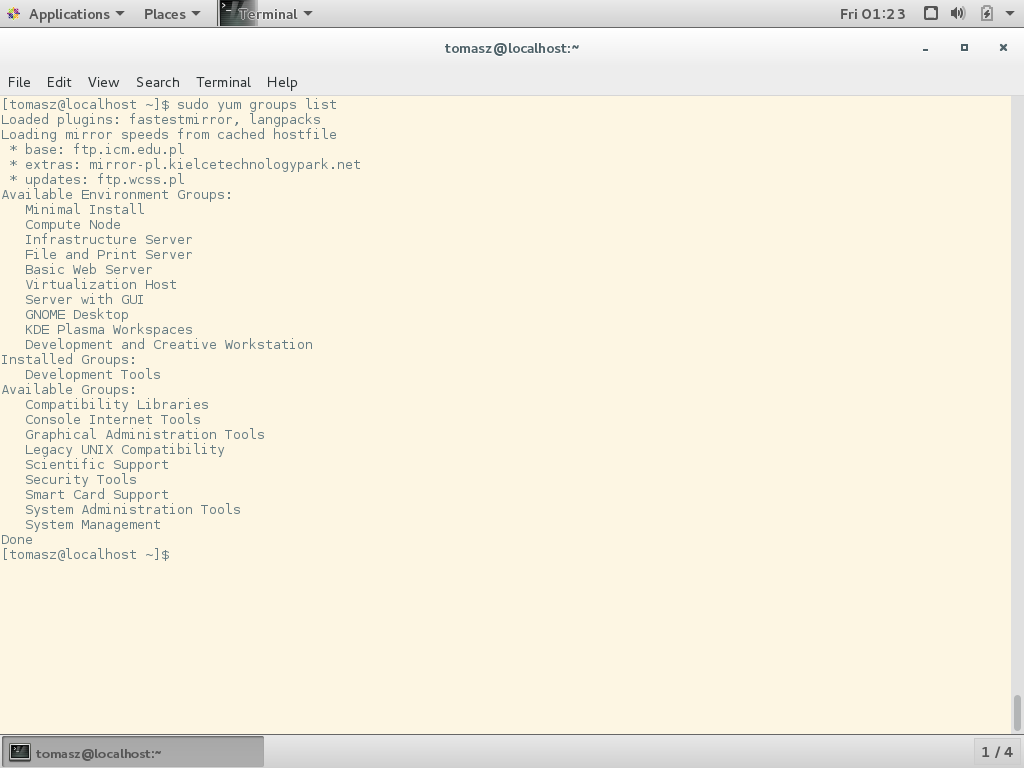 Applications Places Terminal Fri 01:23
tomasz@localhost:~
File Edit View Search Terminal Help
[tomasz@localhost ~]$ sudo yum groups list
Loaded plugins: fastestmirror, langpacks
Loading mirror speeds from cached hostfile
 * base: ftp.icm.edu.pl
 * extras: mirror-pl.kielcetechnologypark.net
 * updates: ftp.wcss.pl
Available Environment Groups:
   Minimal Install
   Compute Node
   Infrastructure Server
   File and Print Server
   Basic Web Server
   Virtualization Host
   Server with GUI
   GNOME Desktop
   KDE Plasma Workspaces
   Development and Creative Workstation
Installed Groups:
   Development Tools
Available Groups:
   Compatibility Libraries
   Console Internet Tools
   Graphical Administration Tools
   Legacy UNIX Compatibility
   Scientific Support
   Security Tools
   Smart Card Support
   System Administration Tools
   System Management
Done
[tomasz@localhost ~]$
tomasz@localhost:~ 1 / 4